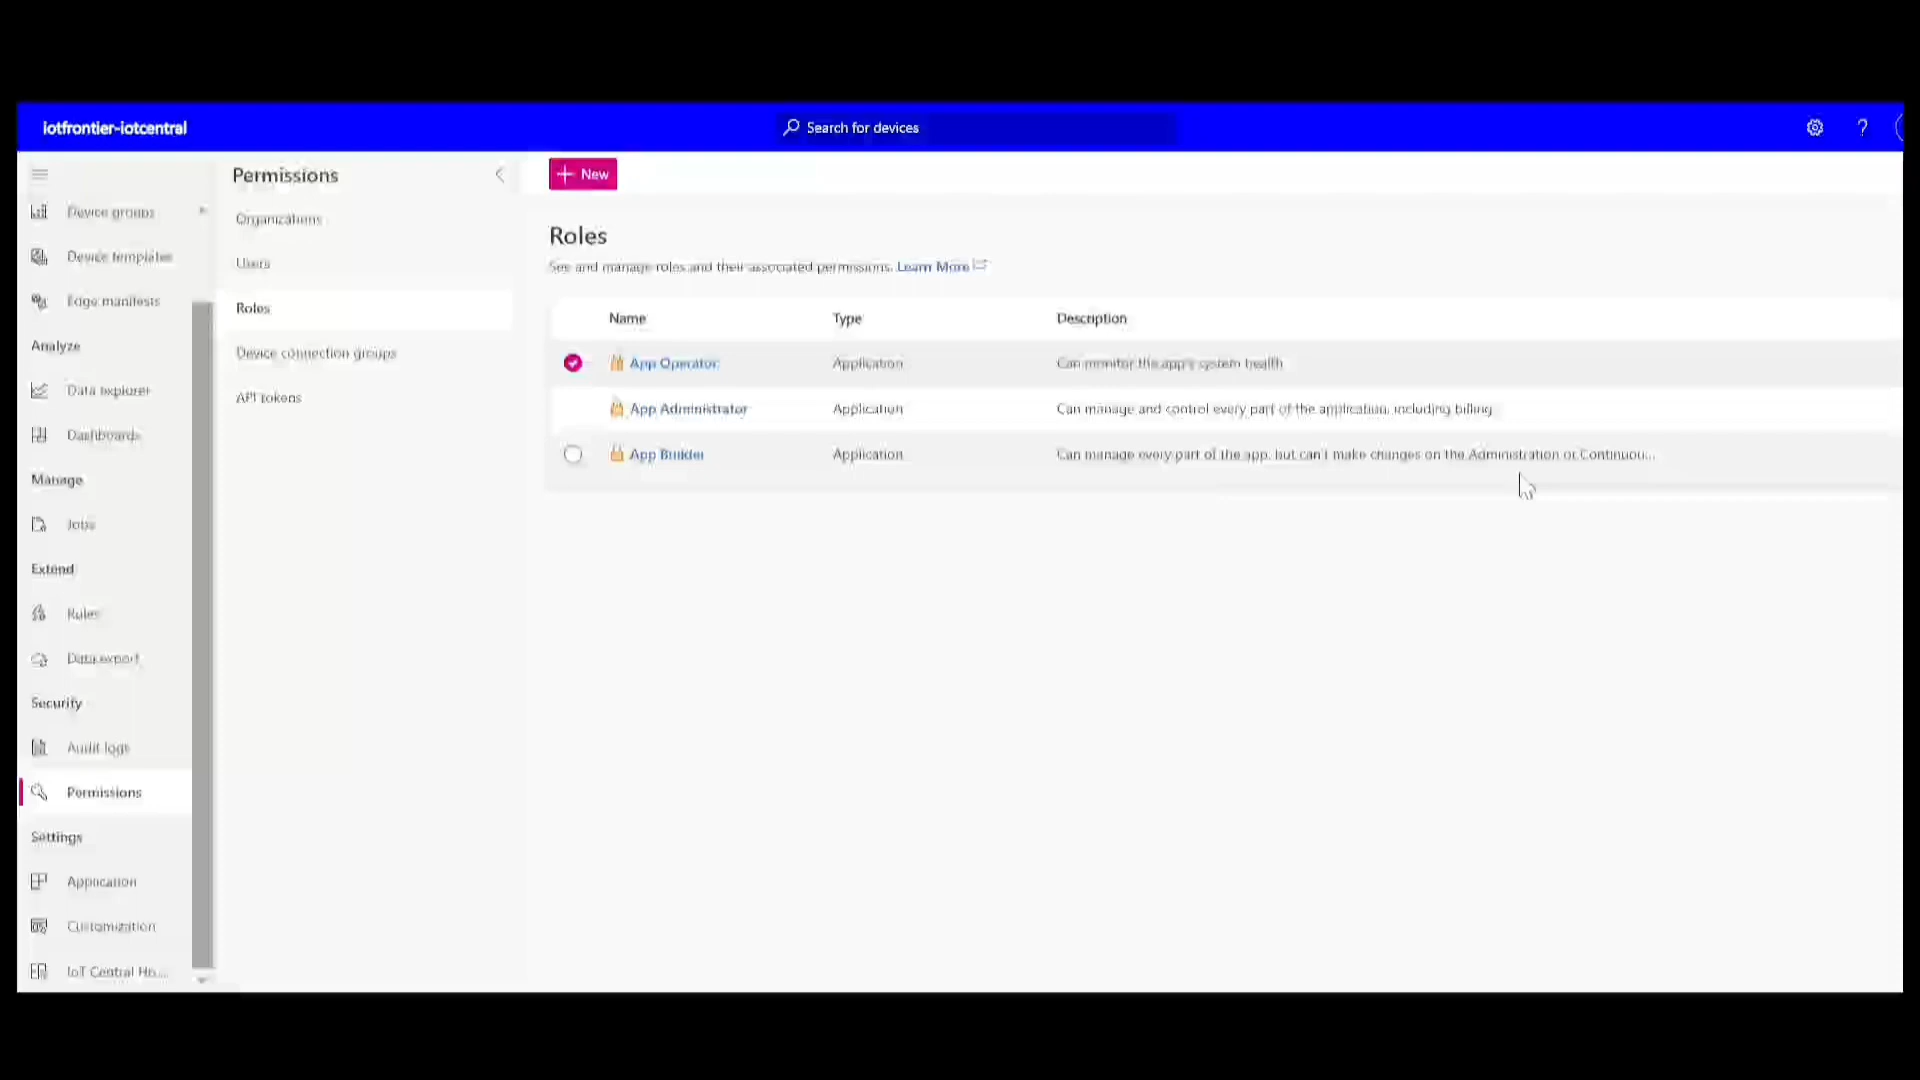 iotfrontier-iotcentral
Search for devices
?
Permissions
New
Device groups
Organizations
Device templates
Users
Roles
See and manage roles and their associated permissions. Learn More
Edge manifests
Roles
Name Type Description
Analyze
Device connection groups
App Operator Application Can monitor the app's system health
Data explorer
API tokens
App Administrator Application Can manage and control every part of the application, including billing
Dashboards
App Builder Application Can manage every part of the app, but can't make changes on the Administration or Continuou...
Manage
Jobs
Extend
Rules
Data export
Security
Audit logs
Permissions
Settings
Application
Customization
IoT Central Ho...